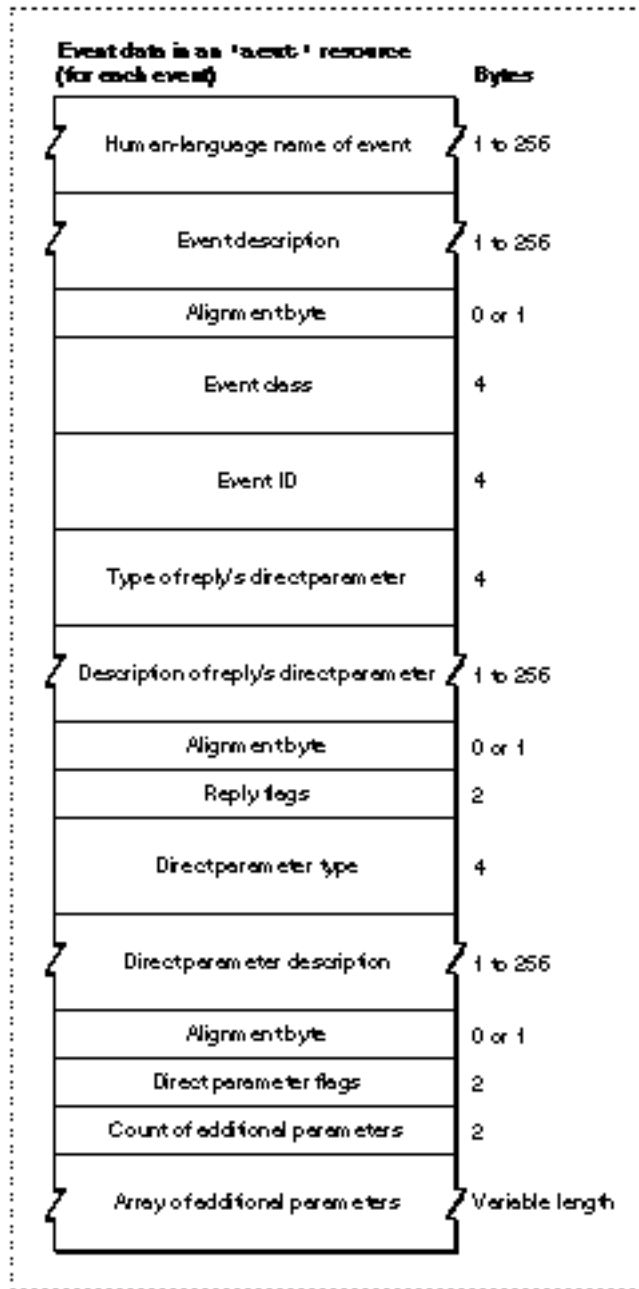 Event data in an 'aeut' resource
(for each event) Bytes
Human-language name of event 1 to 256
Event description 1 to 256
Alignment byte 0 or 1
Event class 4
Event ID 4
Type of reply's direct parameter 4
Description of reply's direct parameter 1 to 256
Alignment byte 0 or 1
Reply flags 2
Direct parameter type 4
Direct parameter description 1 to 256
Alignment byte 0 or 1
Direct parameter flags 2
Count of additional parameters 2
Array of additional parameters Variable length